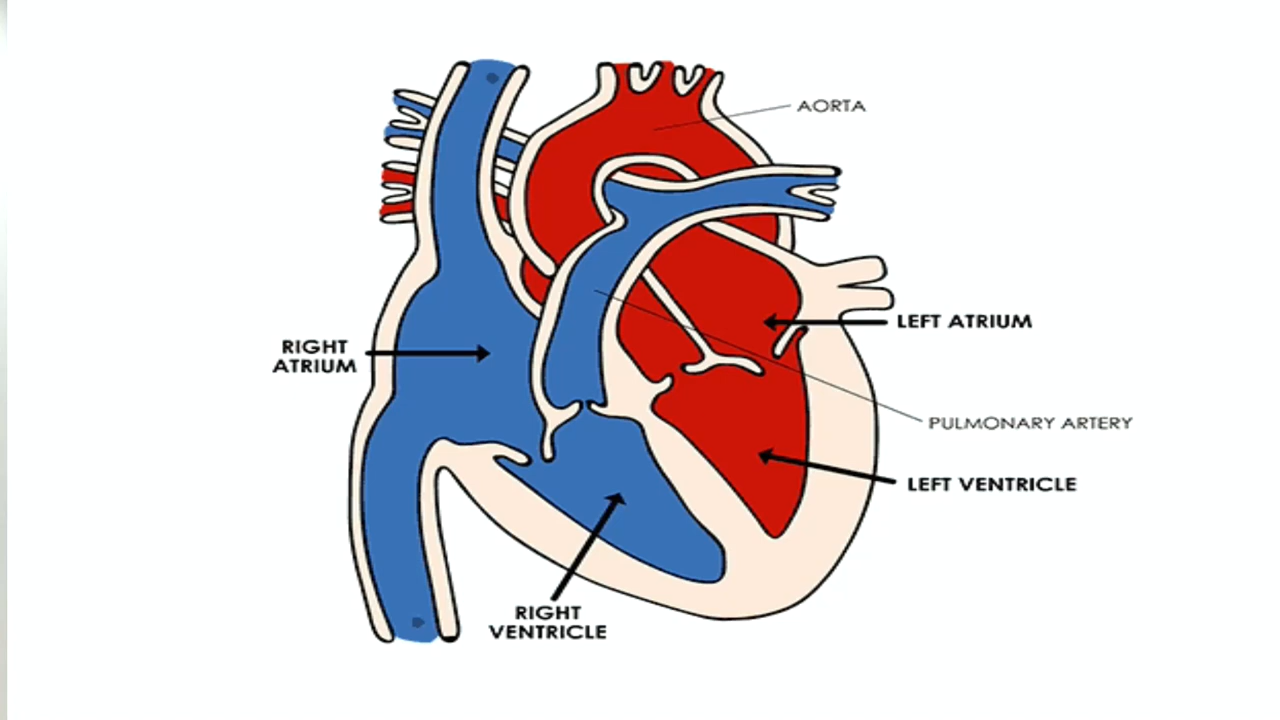 AORTA
LEFT ATRIUM
RIGHT
ATRIUM
PULMONARY ARTERY
LEFT VENTRICLE
RIGHT
VENTRICLE